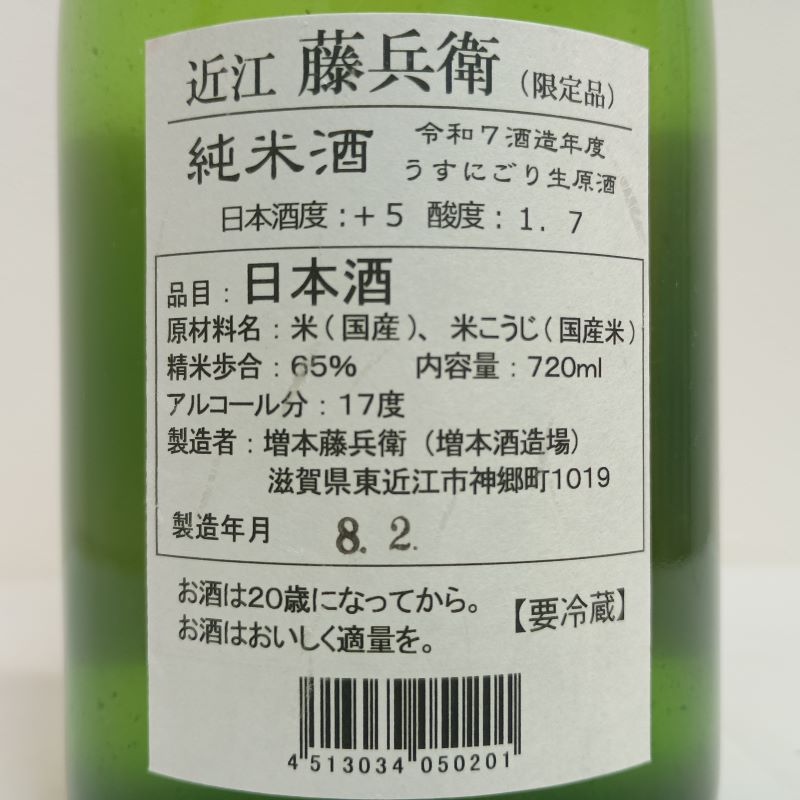 近江 藤兵衛 （限定品）
純米酒 令和7酒造年度
うすにごり生原酒
日本酒度：＋5 酸度：1.7
品目：日本酒
原材料名：米（国産）、米こうじ（国産米）
精米歩合：65% 内容量：720ml
アルコール分：17度
製造者：増本藤兵衛（増本酒造場）
滋賀県東近江市神郷町1019
製造年月 8.2.
お酒は20歳になってから。
お酒はおいしく適量を。
【要冷蔵】
4 513034 050201